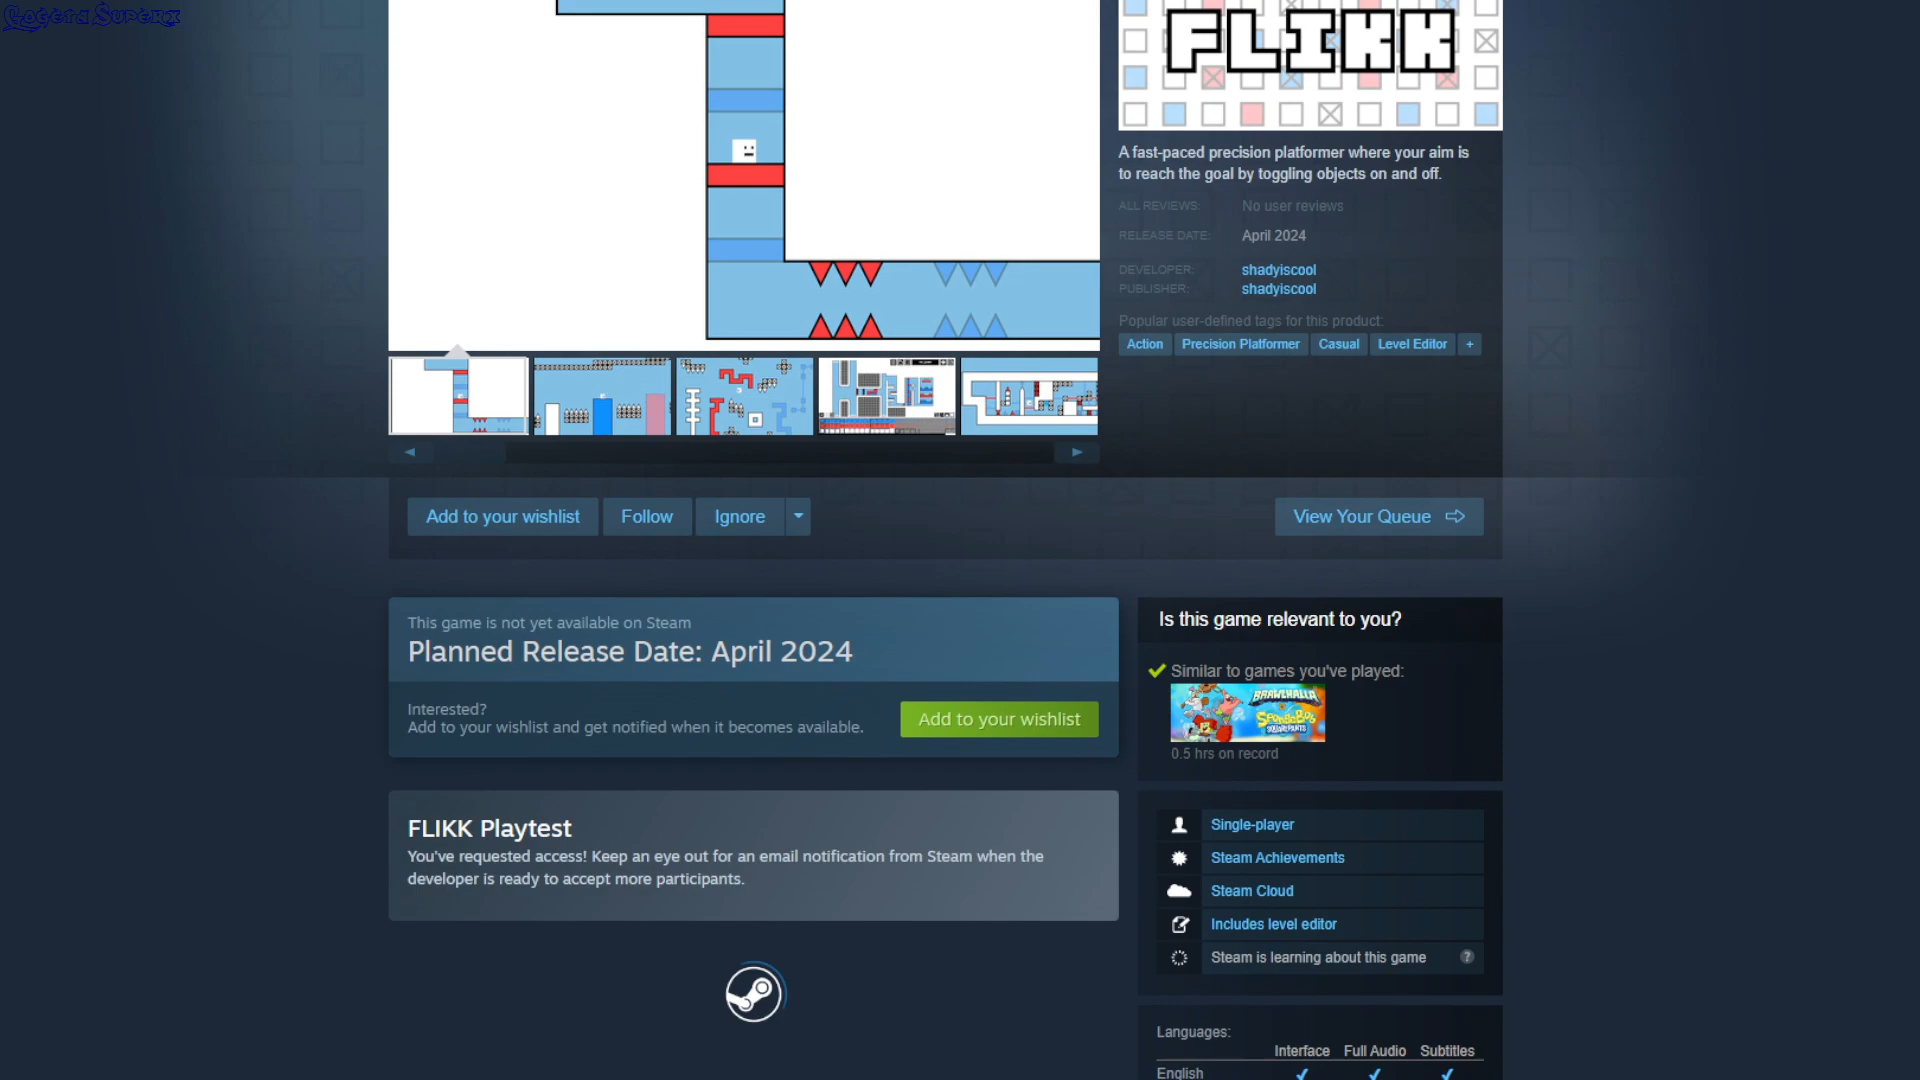 Rogera Superx
FLIKK
A fast-paced precision platformer where your aim is
to reach the goal by toggling objects on and off.
ALL REVIEWS: No user reviews
RELEASE DATE: April 2024
DEVELOPER: shadyiscool
PUBLISHER: shadyiscool
Popular user-defined tags for this product:
Action Precision Platformer Casual Level Editor +
Add to your wishlist Follow Ignore View Your Queue
This game is not yet available on Steam
Planned Release Date: April 2024
Interested?
Add to your wishlist and get notified when it becomes available.
Add to your wishlist
Is this game relevant to you?
Similar to games you've played:
BRAWLHALLA
SpongeBob
SQUAREPANTS
0.5 hrs on record
FLIKK Playtest
You've requested access! Keep an eye out for an email notification from Steam when the
developer is ready to accept more participants.
Single-player
Steam Achievements
Steam Cloud
Includes level editor
Steam is learning about this game ?
Languages:
Interface Full Audio Subtitles
English